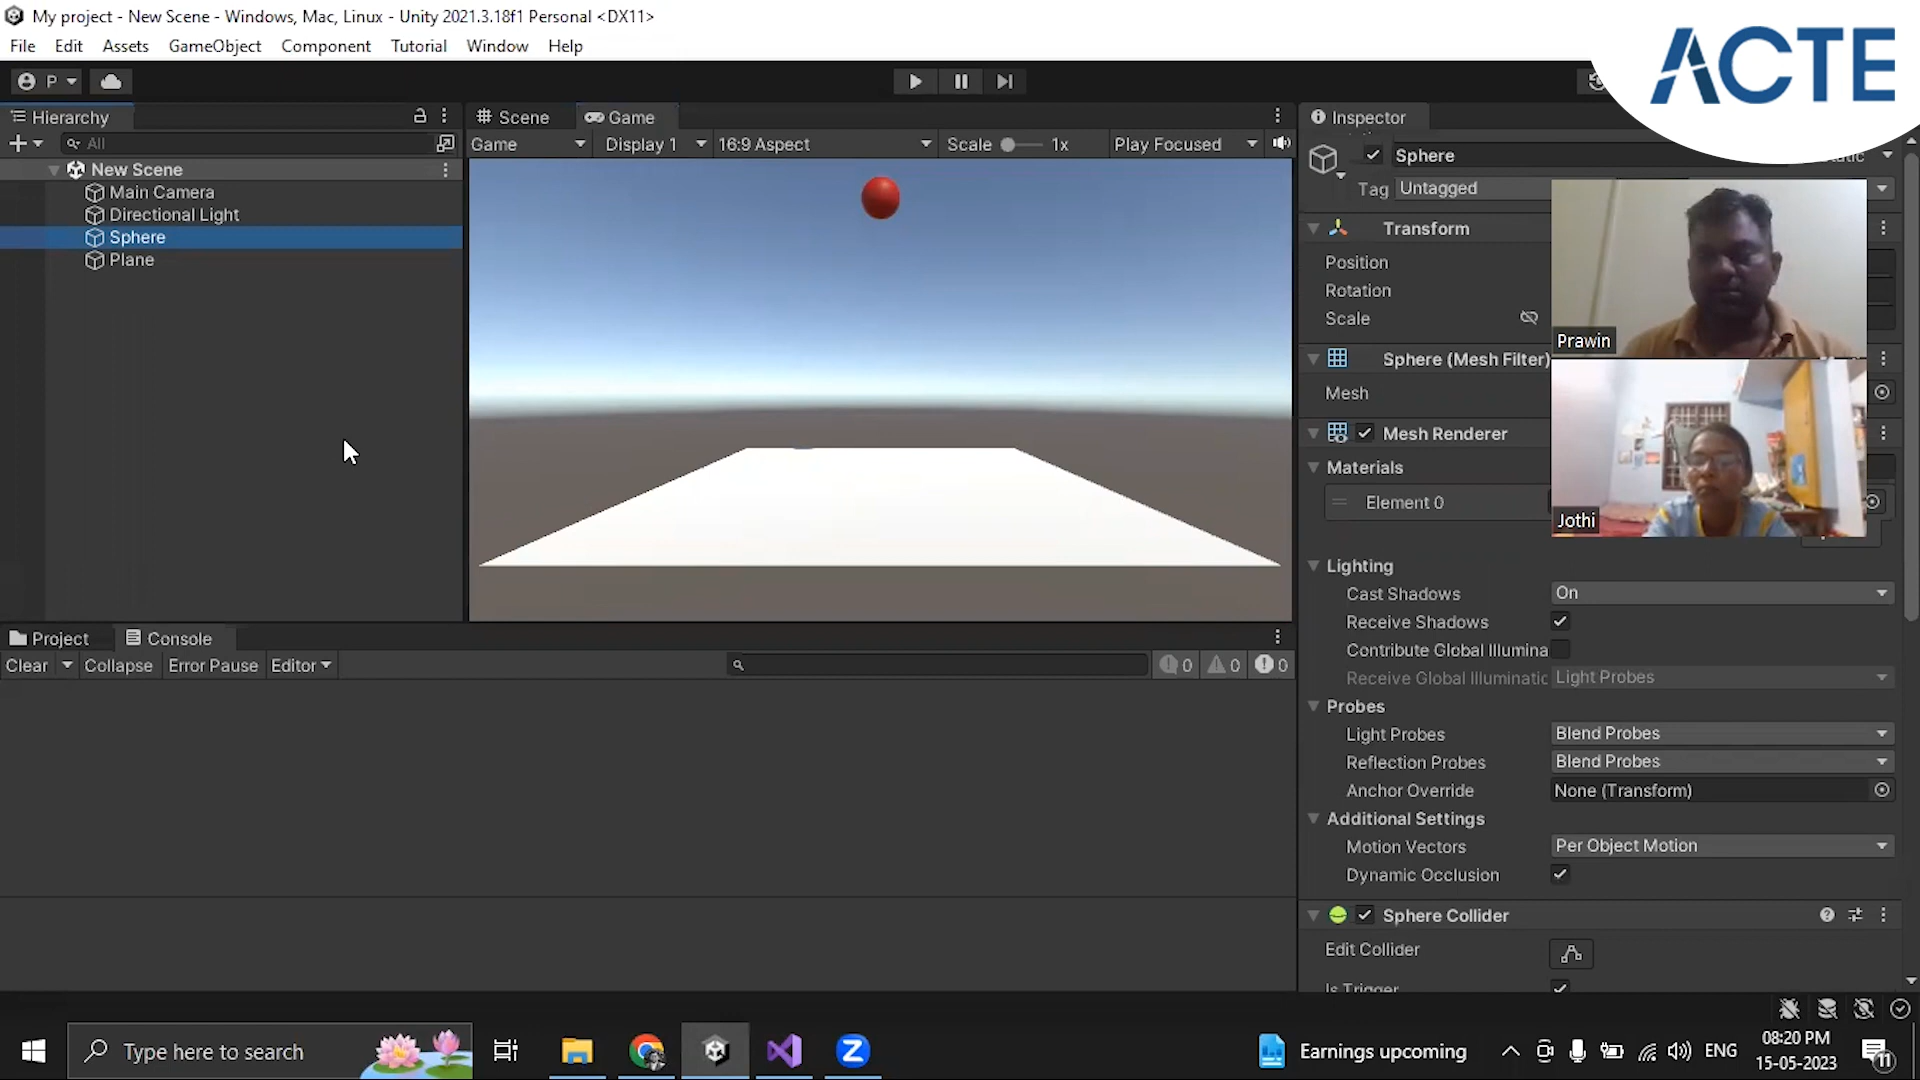 My project - New Scene - Windows, Mac, Linux - Unity 2021.3.18f1 Personal <DX11>
File Edit Assets GameObject Component Tutorial Window Help
ACTE
P
Hierarchy
Scene Game
Inspector
All
Game Display 1 16:9 Aspect Scale 1x Play Focused
New Scene
Main Camera
Directional Light
Sphere
Plane
Sphere
Tag Untagged
Transform
Position
Rotation
Scale
Sphere (Mesh Filter)
Mesh
Mesh Renderer
Materials
Element 0
Prawin
Jothi
Lighting
Cast Shadows On
Receive Shadows
Contribute Global Illumina
Receive Global Illuminatic Light Probes
Probes
Light Probes Blend Probes
Reflection Probes Blend Probes
Anchor Override None (Transform)
Additional Settings
Motion Vectors Per Object Motion
Dynamic Occlusion
Sphere Collider
Edit Collider
Is Trigger
Project Console
Clear Collapse Error Pause Editor 0 0 0
Type here to search
Z
Earnings upcoming
ENG
08:20 PM
15-05-2023
11